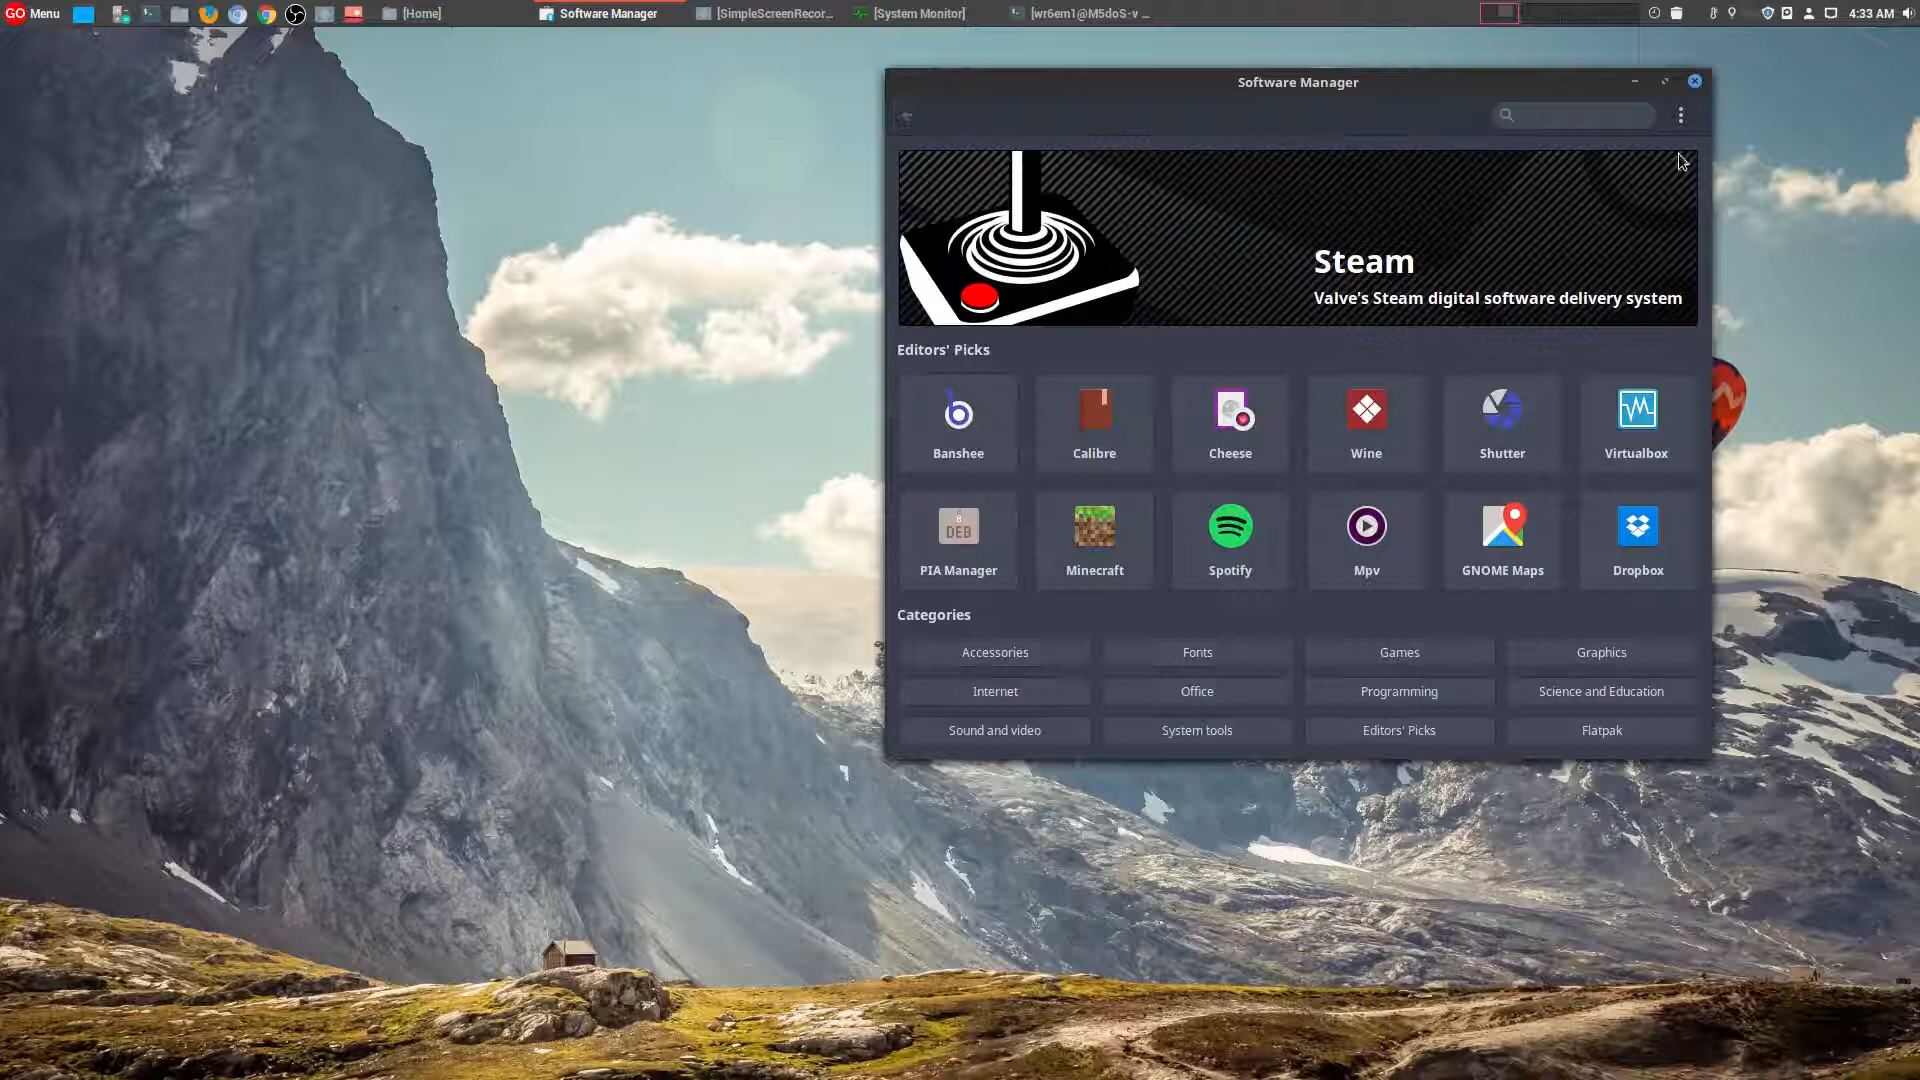 GO Menu
[Home]
Software Manager
[SimpleScreenRecor...
[System Monitor]
[wr6em1@M5doS-v ...
4:33 AM
Software Manager
Steam
Valve's Steam digital software delivery system
Editors' Picks
Banshee
Calibre
Cheese
Wine
Shutter
Virtualbox
8
DEB
PIA Manager
Minecraft
Spotify
Mpv
GNOME Maps
Dropbox
Categories
Accessories
Fonts
Games
Graphics
Internet
Office
Programming
Science and Education
Sound and video
System tools
Editors' Picks
Flatpak